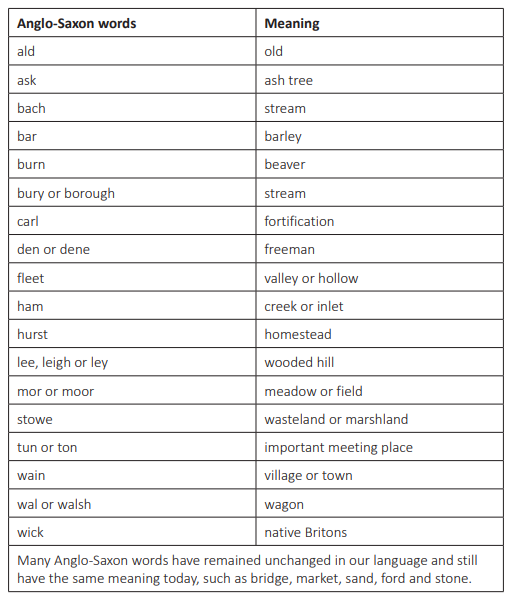 Anglo-Saxon words Meaning
ald old
ask ash tree
bach stream
bar barley
burn beaver
bury or borough stream
carl fortification
den or dene freeman
fleet valley or hollow
ham creek or inlet
hurst homestead
lee, leigh or ley wooded hill
mor or moor meadow or field
stowe wasteland or marshland
tun or ton important meeting place
wain village or town
wal or walsh wagon
wick native Britons
Many Anglo-Saxon words have remained unchanged in our language and still
have the same meaning today, such as bridge, market, sand, ford and stone.